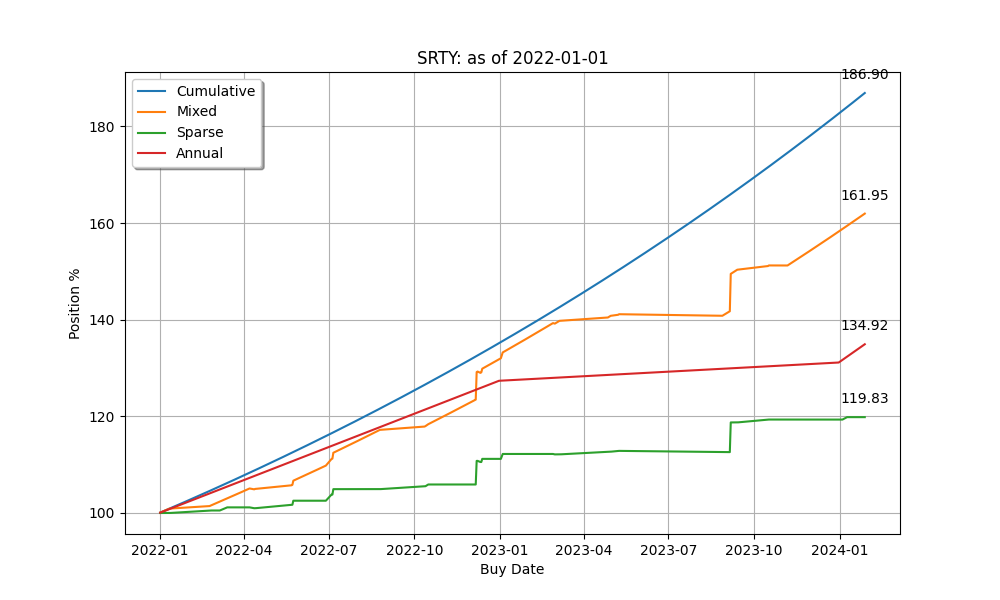 SRTY: as of 2022-01-01
Cumulative
Mixed
Sparse
Annual
186.90
161.95
134.92
119.83
Position %
180
160
140
120
100
2022-01 2022-04 2022-07 2022-10 2023-01 2023-04 2023-07 2023-10 2024-01
Buy Date